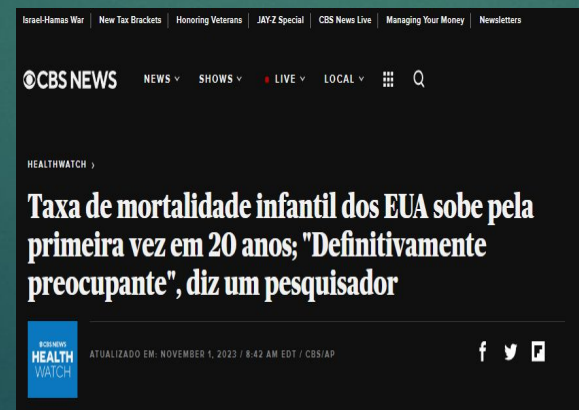 Israel-Hamas War New Tax Brackets Honoring Veterans JAY-Z Special CBS News Live Managing Your Money Newsletters
CBS NEWS NEWS SHOWS LIVE LOCAL
HEALTHWATCH
Taxa de mortalidade infantil dos EUA sobe pela
primeira vez em 20 anos; "Definitivamente
preocupante", diz um pesquisador
CBS NEWS
HEALTH
WATCH
ATUALIZADO EM: NOVEMBER 1, 2023 / 8:42 AM EDT / CBS/AP